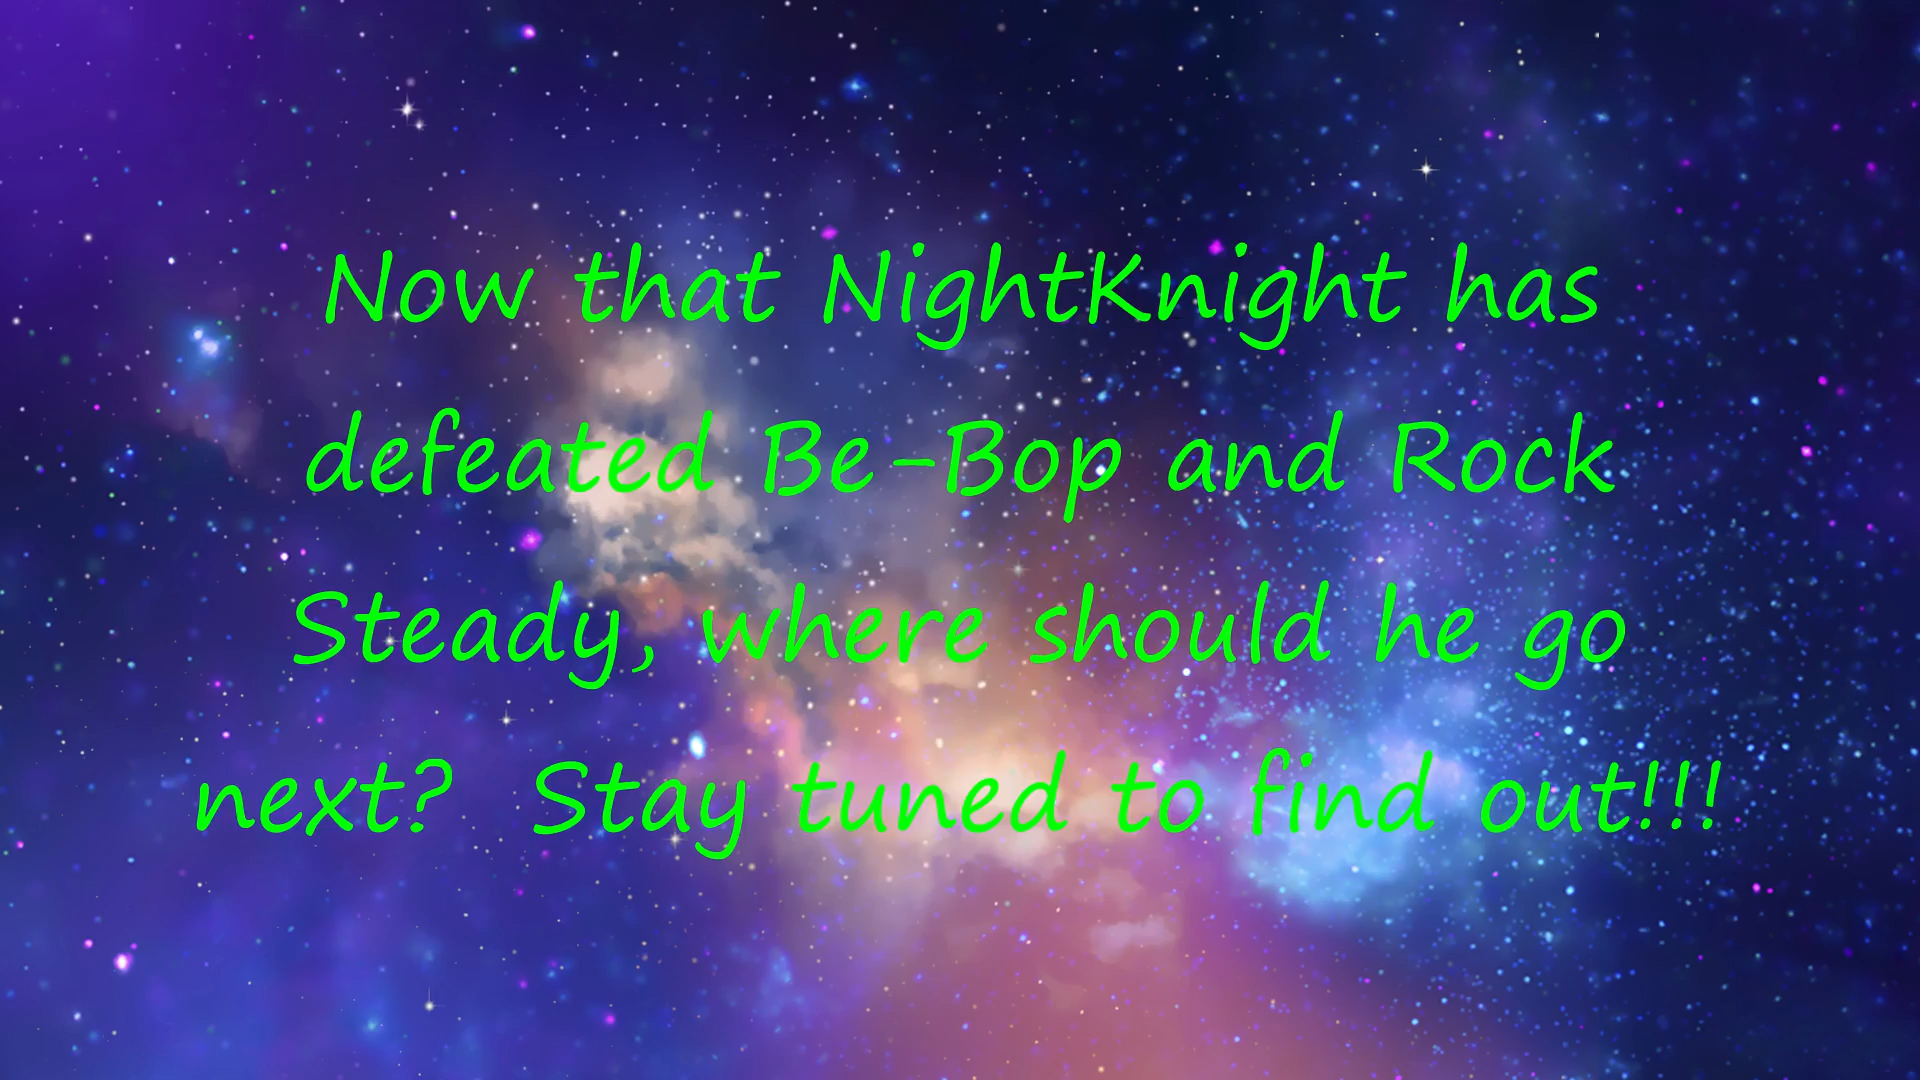 Now that NightKnight has
defeated Be-Bop and Rock
Steady, where should he go
next?  Stay tuned to find out!!!